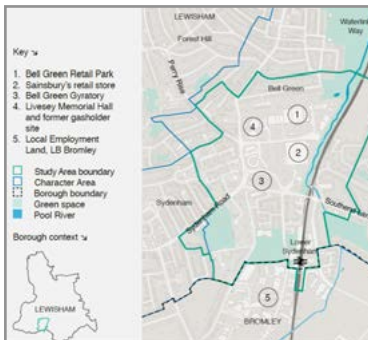 Key ↘
1. Bell Green Retail Park
2. Sainsbury's retail store
3. Bell Green Gyratory
4. Livesey Memorial Hall
and former gasholder
site
5. Local Employment
Land, LB Bromley
Study Area boundary
Character Area
Borough boundary
Green space
Pool River
Borough context ↘
LEWISHAM
LEWISHAM
Forest Hill
Perry Rise
Waterlink
Way
Bell Green
1
4
2
3
Sydenham
Sydenham Road
Southend
Lower
Sydenham
5
BROMLEY